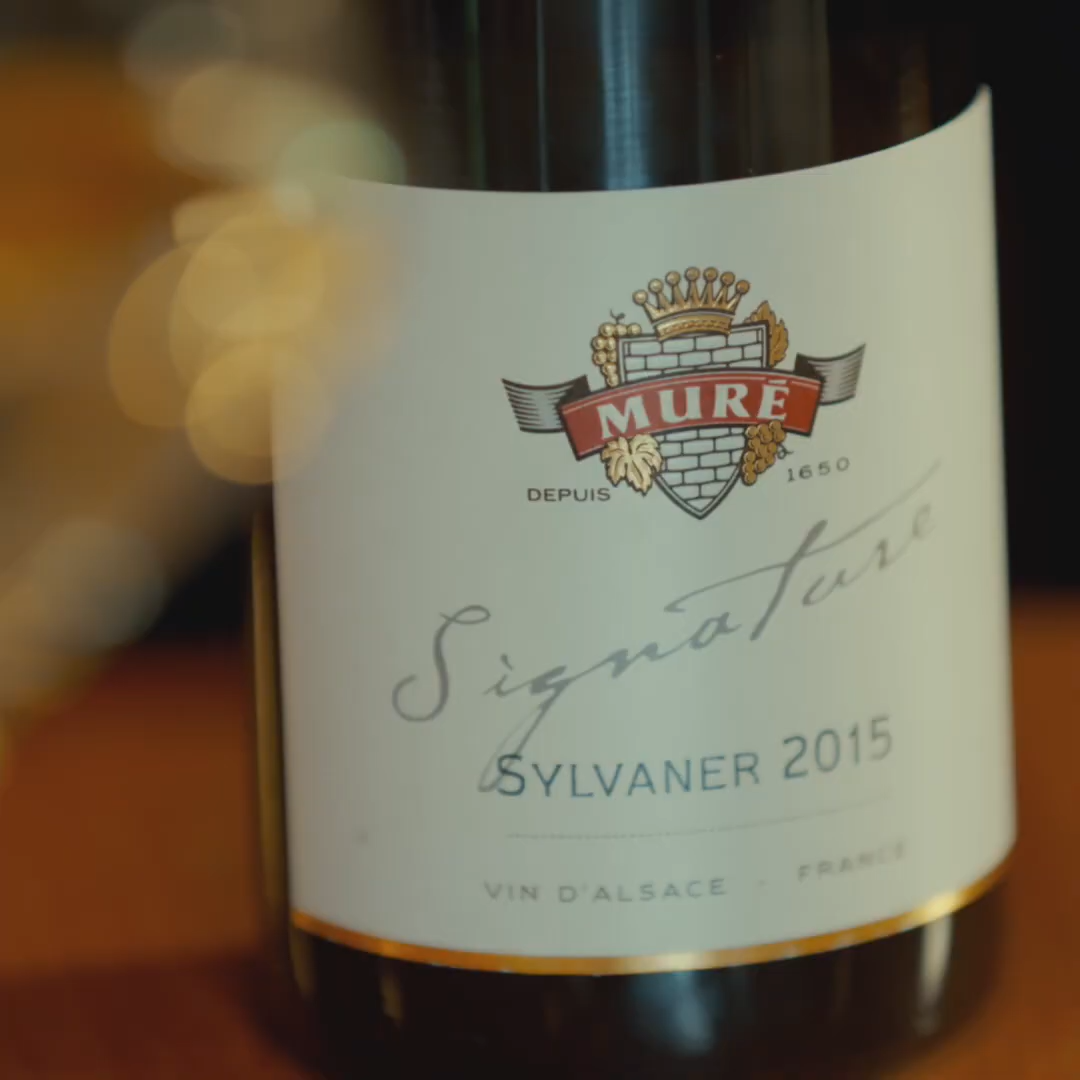 MURÉ
DEPUIS 1650
Signature
SYLVANER 2015
VIN D'ALSACE · FRANCE